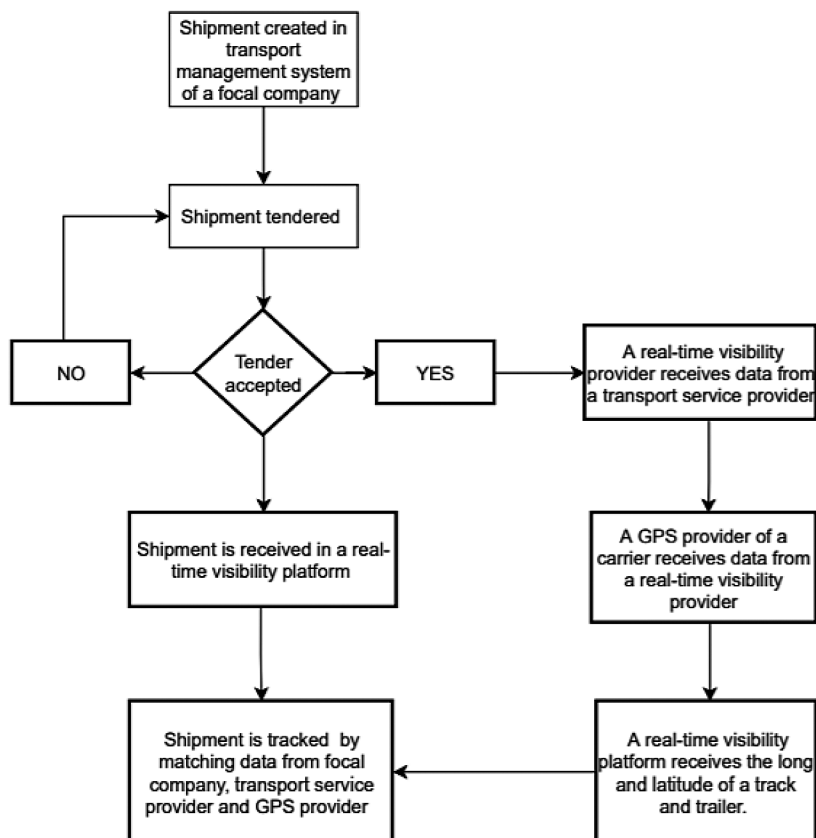 Shipment created in
transport
management system
of a focal company
Shipment tendered
NO
Tender
accepted
YES
A real-time visibility
provider receives data from
a transport service provider
Shipment is received in a real-
time visibility platform
A GPS provider of a
carrier receives data from
a real-time visibility
provider
Shipment is tracked by
matching data from focal
company, transport service
provider and GPS provider
A real-time visibility
platform receives the long
and latitude of a track
and trailer.